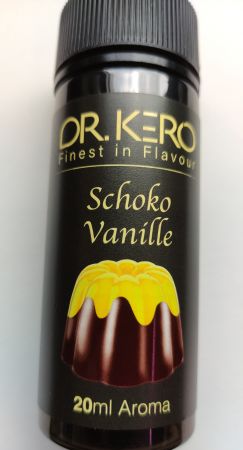 DR. KERO
Finest in Flavour
Schoko
Vanille
20ml Aroma